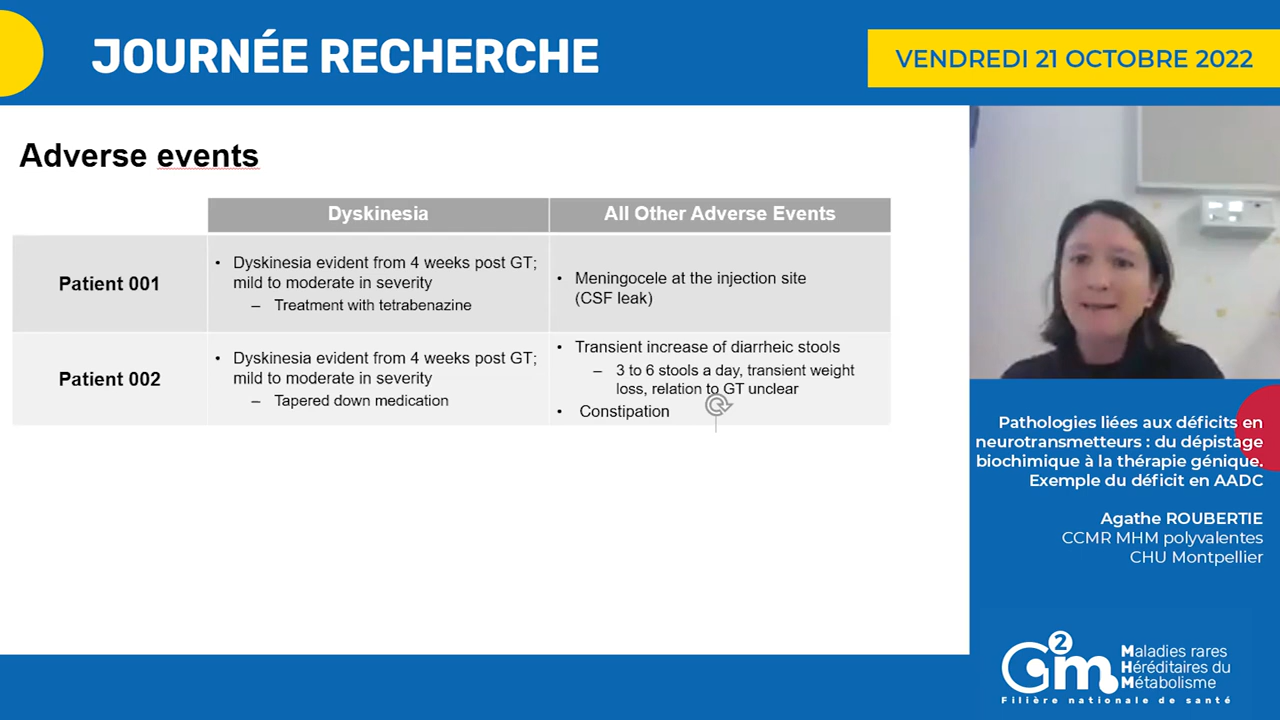 JOURNÉE RECHERCHE
VENDREDI 21 OCTOBRE 2022
Adverse events
Dyskinesia
All Other Adverse Events
Patient 001
• Dyskinesia evident from 4 weeks post GT;
mild to moderate in severity
– Treatment with tetrabenazine
• Meningocele at the injection site
(CSF leak)
Patient 002
• Dyskinesia evident from 4 weeks post GT;
mild to moderate in severity
– Tapered down medication
• Transient increase of diarrheic stools
– 3 to 6 stools a day, transient weight
loss, relation to GT unclear
• Constipation
Pathologies liées aux déficits en
neurotransmetteurs : du dépistage
biochimique à la thérapie génique.
Exemple du déficit en AADC
Agathe ROUBERTIE
CCMR MHM polyvalentes
CHU Montpellier
G2m
Maladies rares
Héréditaires du
Métabolisme
Filière nationale de santé